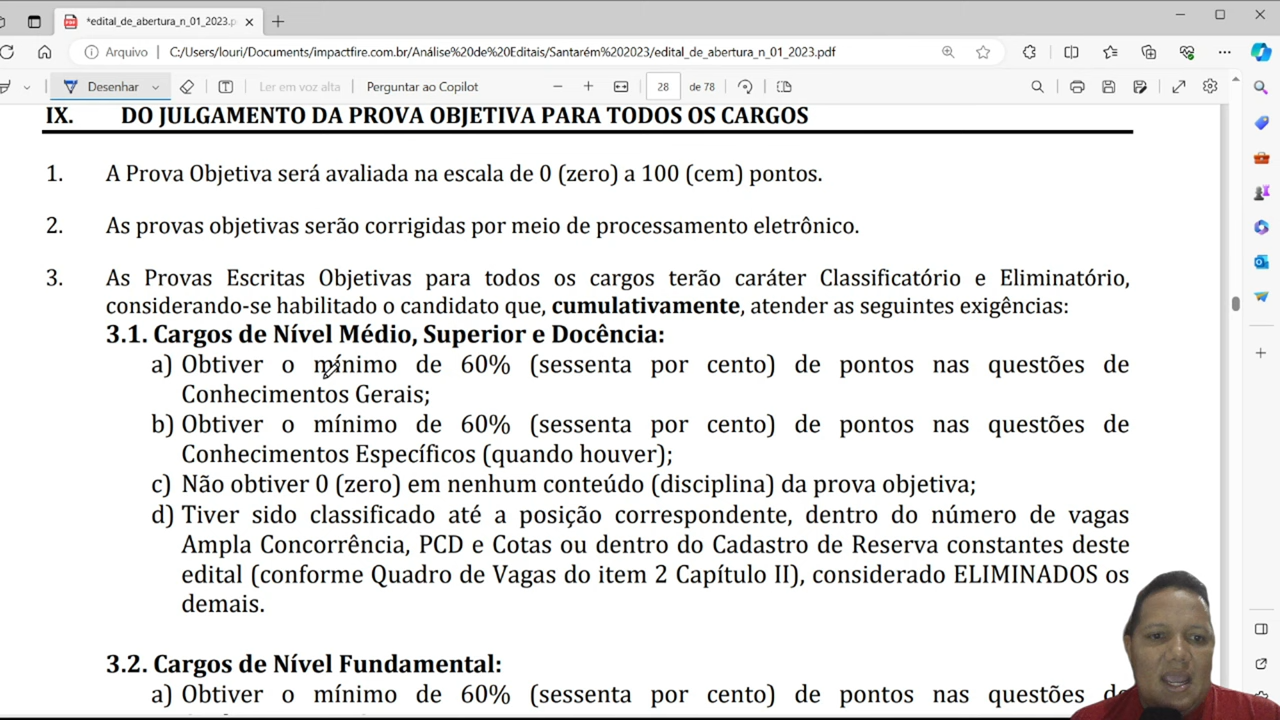 *edital_de_abertura_n_01_2023.p
Arquivo C:/Users/louri/Documents/impactfire.com.br/Análise%20de%20Editais/Santarém%202023/edital_de_abertura_n_01_2023.pdf
Desenhar Ler em voz alta Perguntar ao Copilot 28 de 78
IX. DO JULGAMENTO DA PROVA OBJETIVA PARA TODOS OS CARGOS
1. A Prova Objetiva será avaliada na escala de 0 (zero) a 100 (cem) pontos.
2. As provas objetivas serão corrigidas por meio de processamento eletrônico.
3. As Provas Escritas Objetivas para todos os cargos terão caráter Classificatório e Eliminatório,
considerando-se habilitado o candidato que, cumulativamente, atender as seguintes exigências:
3.1. Cargos de Nível Médio, Superior e Docência:
a) Obtiver o mínimo de 60% (sessenta por cento) de pontos nas questões de
Conhecimentos Gerais;
b) Obtiver o mínimo de 60% (sessenta por cento) de pontos nas questões de
Conhecimentos Específicos (quando houver);
c) Não obtiver 0 (zero) em nenhum conteúdo (disciplina) da prova objetiva;
d) Tiver sido classificado até a posição correspondente, dentro do número de vagas
Ampla Concorrência, PCD e Cotas ou dentro do Cadastro de Reserva constantes deste
edital (conforme Quadro de Vagas do item 2 Capítulo II), considerado ELIMINADOS os
demais.
3.2. Cargos de Nível Fundamental:
a) Obtiver o mínimo de 60% (sessenta por cento) de pontos nas questões de